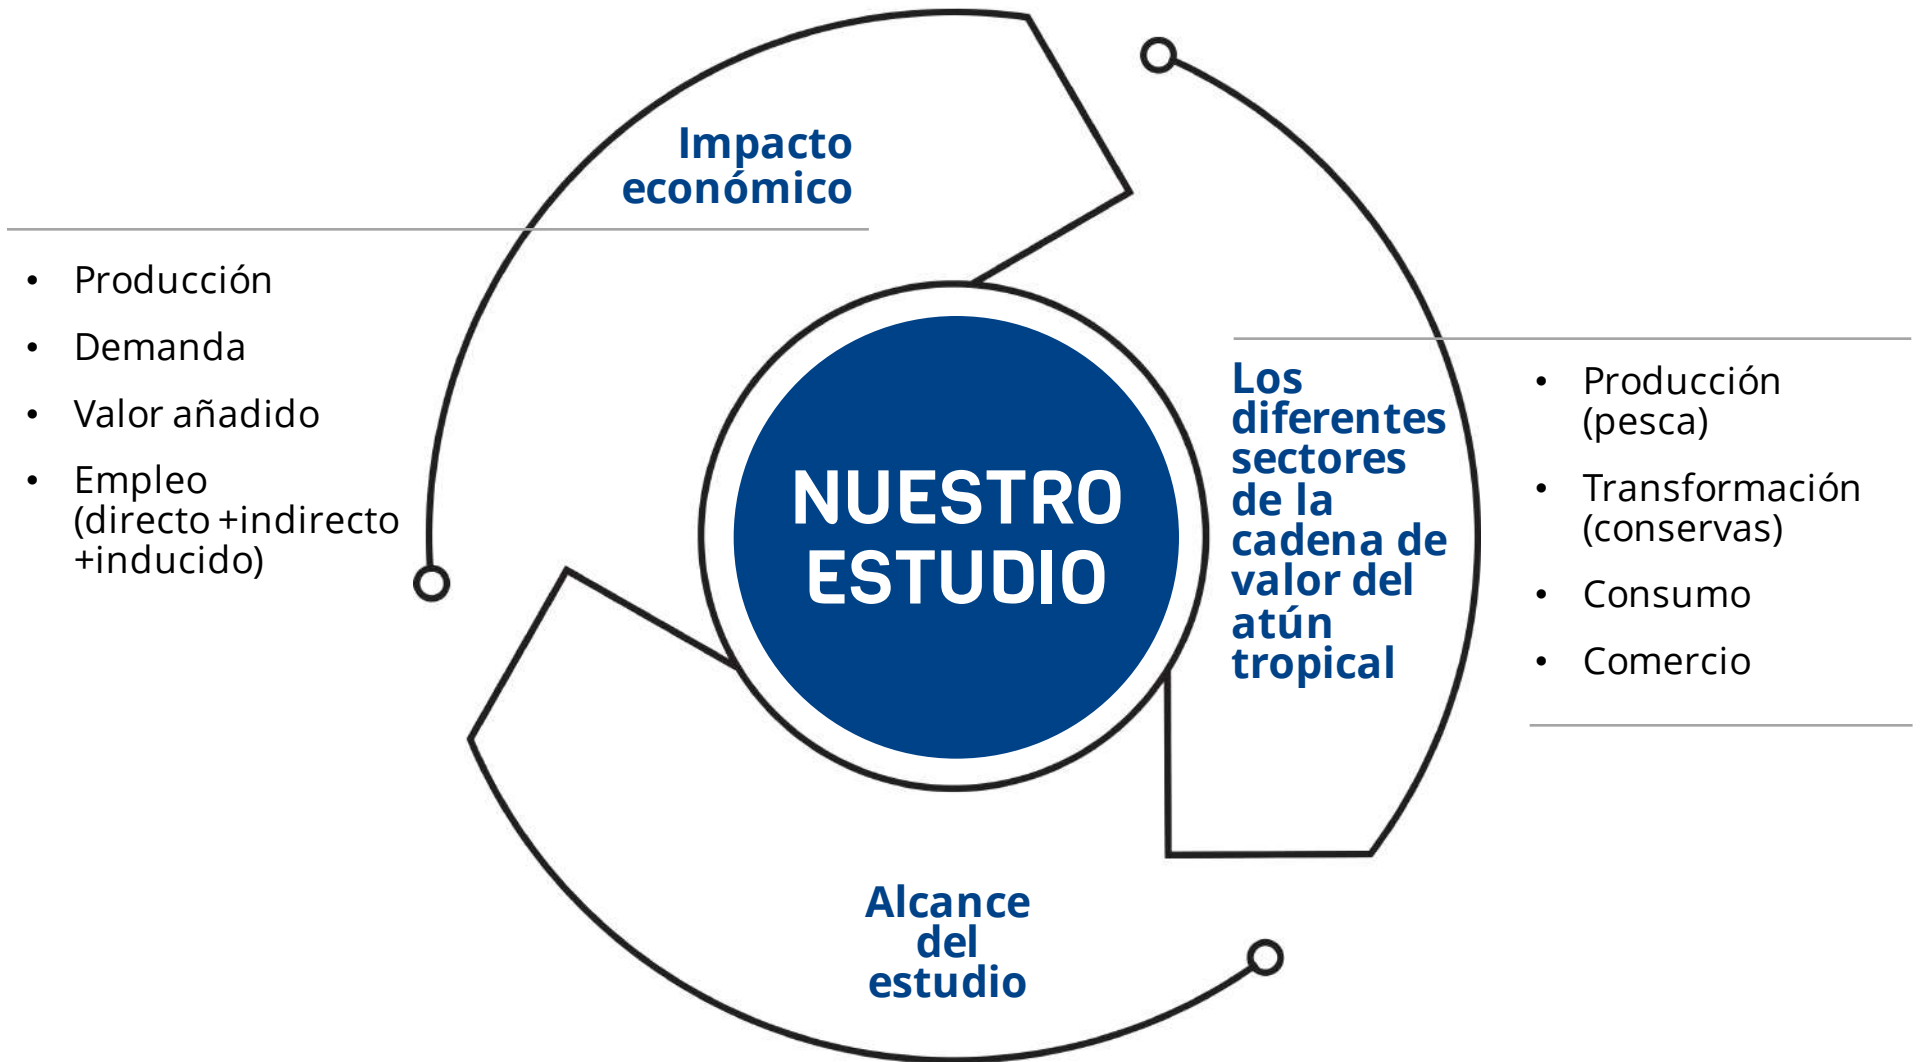 Impacto
económico
• Producción
• Demanda
• Valor añadido
• Empleo
(directo +indirecto
+inducido)
NUESTRO
ESTUDIO
Los
diferentes
sectores
de la
cadena de
valor del
atún
tropical
• Producción
(pesca)
• Transformación
(conservas)
• Consumo
• Comercio
Alcance
del
estudio